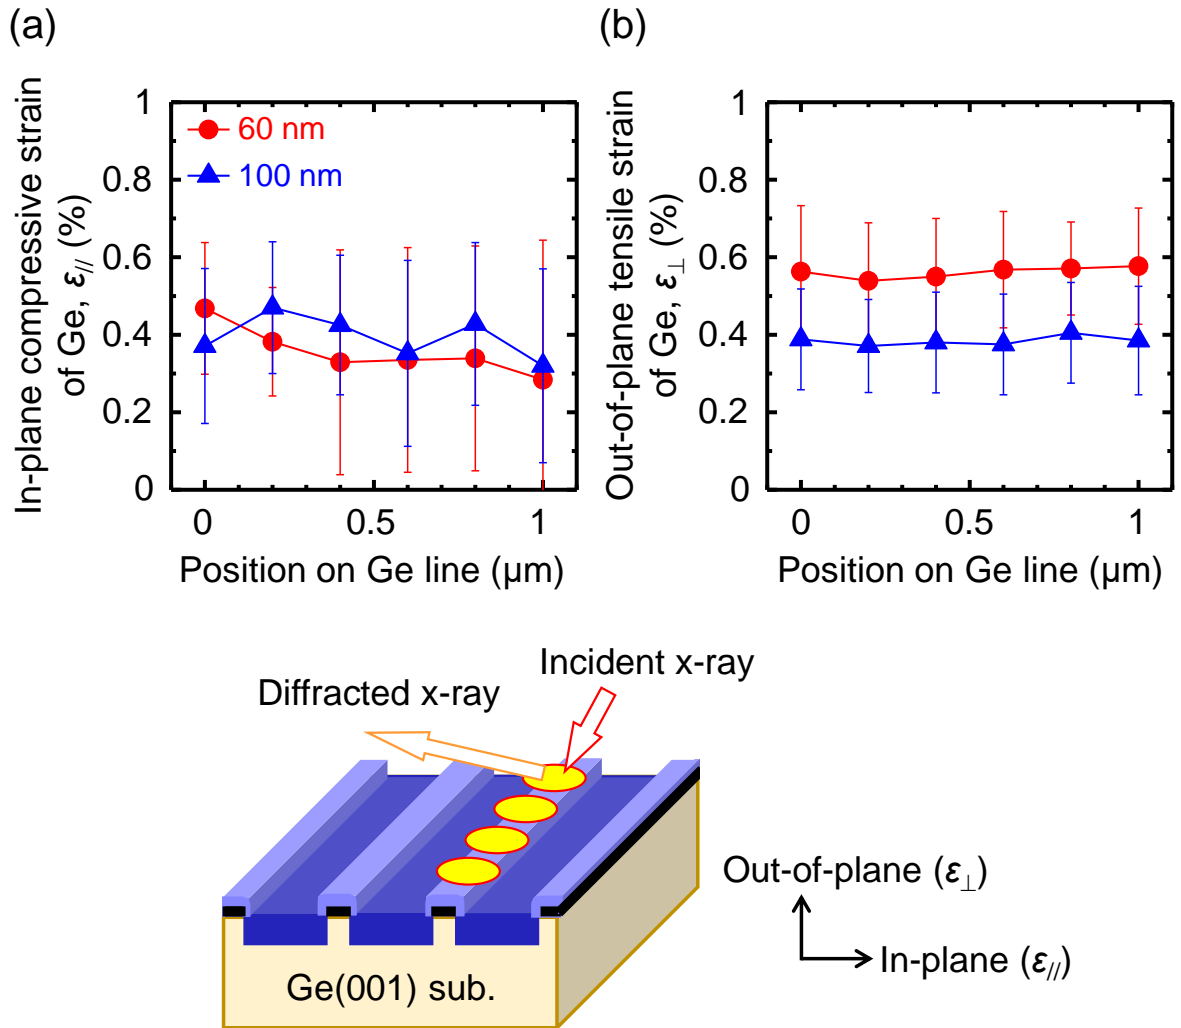 (a)
In-plane compressive strain
of Ge, ε// (%)
1
0.8
0.6
0.4
0.2
0
60 nm
100 nm
0
0.5
1
Position on Ge line (μm)
(b)
Out-of-plane tensile strain
of Ge, ε⊥ (%)
1
0.8
0.6
0.4
0.2
0
0
0.5
1
Position on Ge line (μm)
Incident x-ray
Diffracted x-ray
Out-of-plane (ε⊥)
In-plane (ε//)
Ge(001) sub.